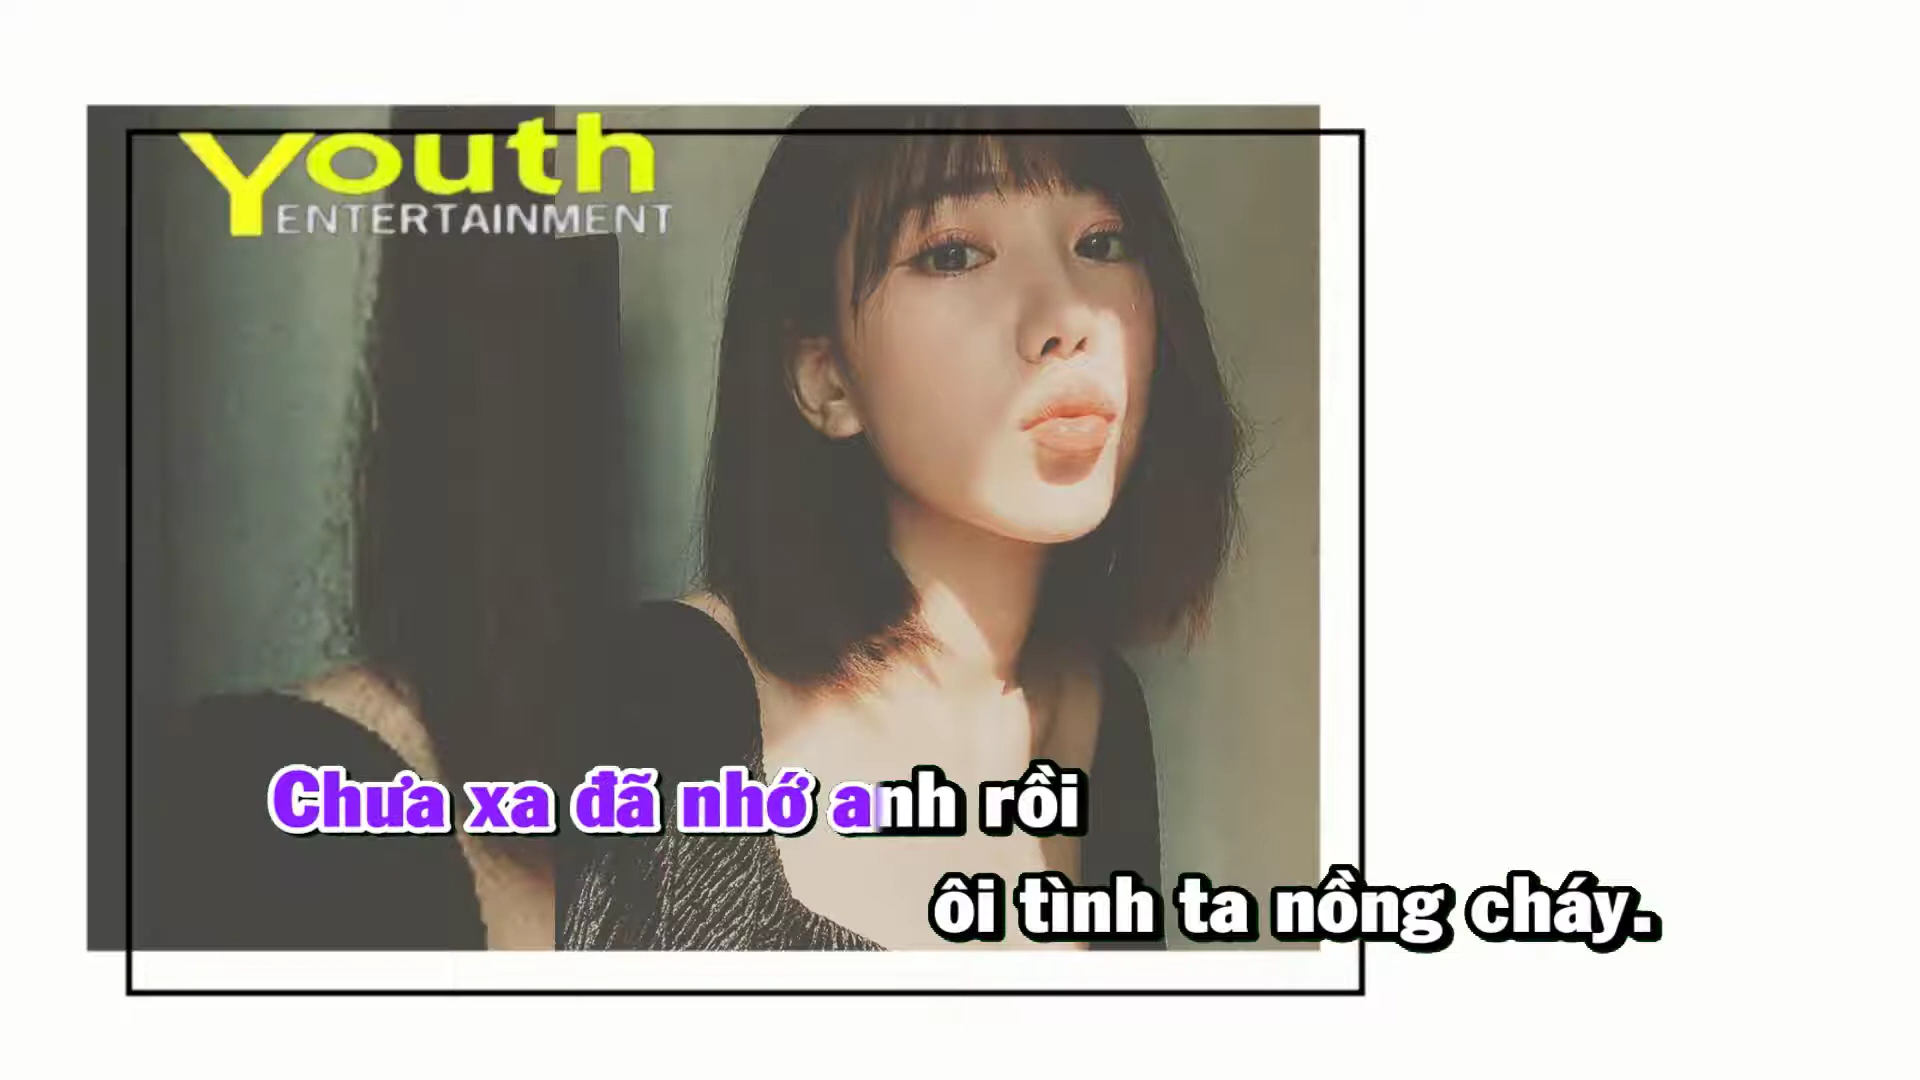 Youth
ENTERTAINMENT
Chưa xa đã nhớ anh rồi
ôi tình ta nồng cháy.